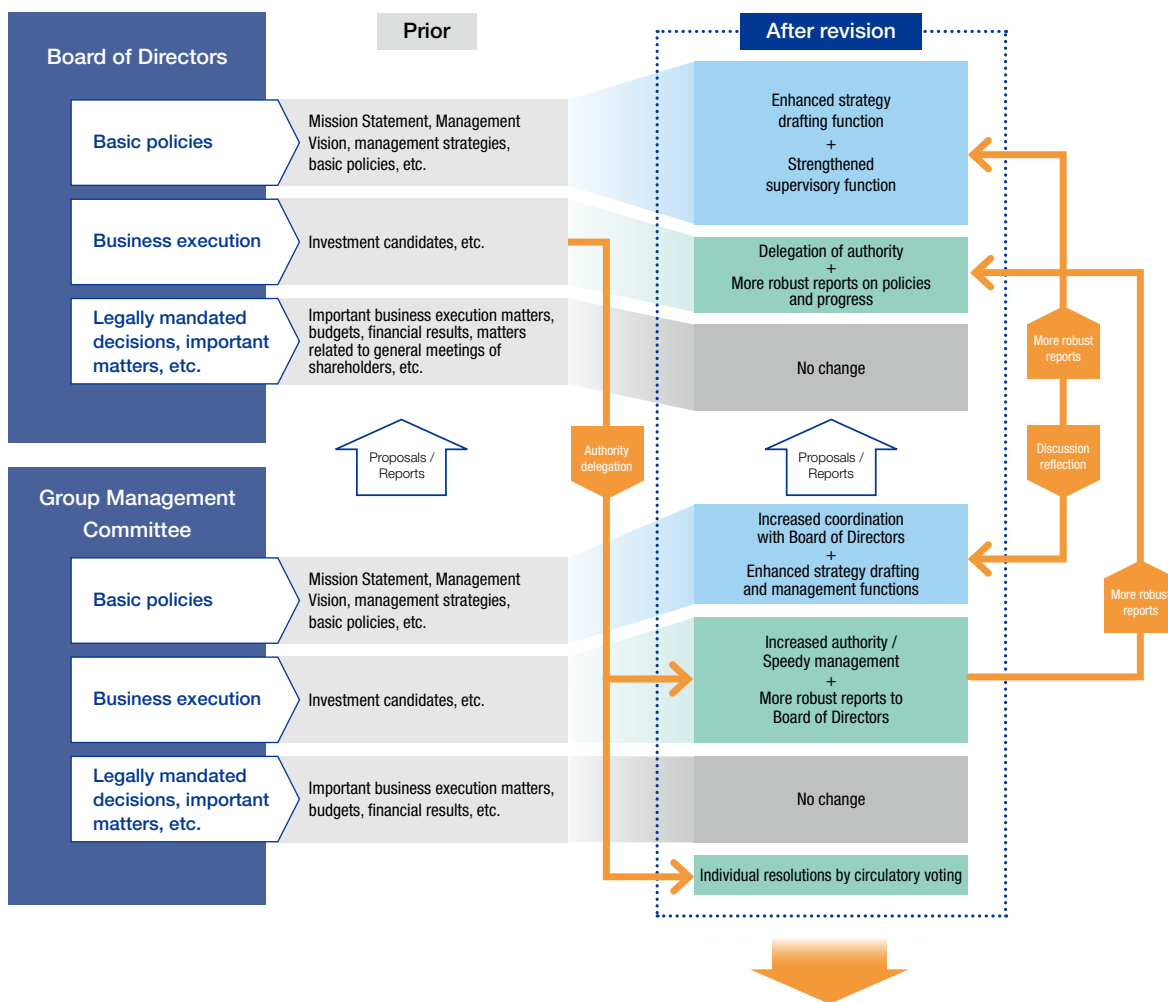 Prior
After revision
Board of Directors
Basic policies
Mission Statement, Management
Vision, management strategies,
basic policies, etc.
Enhanced strategy
drafting function
+
Strengthened
supervisory function
Business execution
Investment candidates, etc.
Delegation of authority
+
More robust reports on policies
and progress
Legally mandated
decisions, important
matters, etc.
Important business execution matters,
budgets, financial results, matters
related to general meetings of
shareholders, etc.
No change
More robust
reports
Proposals /
Reports
Authority
delegation
Proposals /
Reports
Discussion
reflection
Group Management
Committee
Basic policies
Mission Statement, Management
Vision, management strategies,
basic policies, etc.
Increased coordination
with Board of Directors
+
Enhanced strategy drafting
and management functions
More robust
reports
Business execution
Investment candidates, etc.
Increased authority /
Speedy management
+
More robust reports to
Board of Directors
Legally mandated
decisions, important
matters, etc.
Important business execution matters,
budgets, financial results, etc.
No change
Individual resolutions by circulatory voting